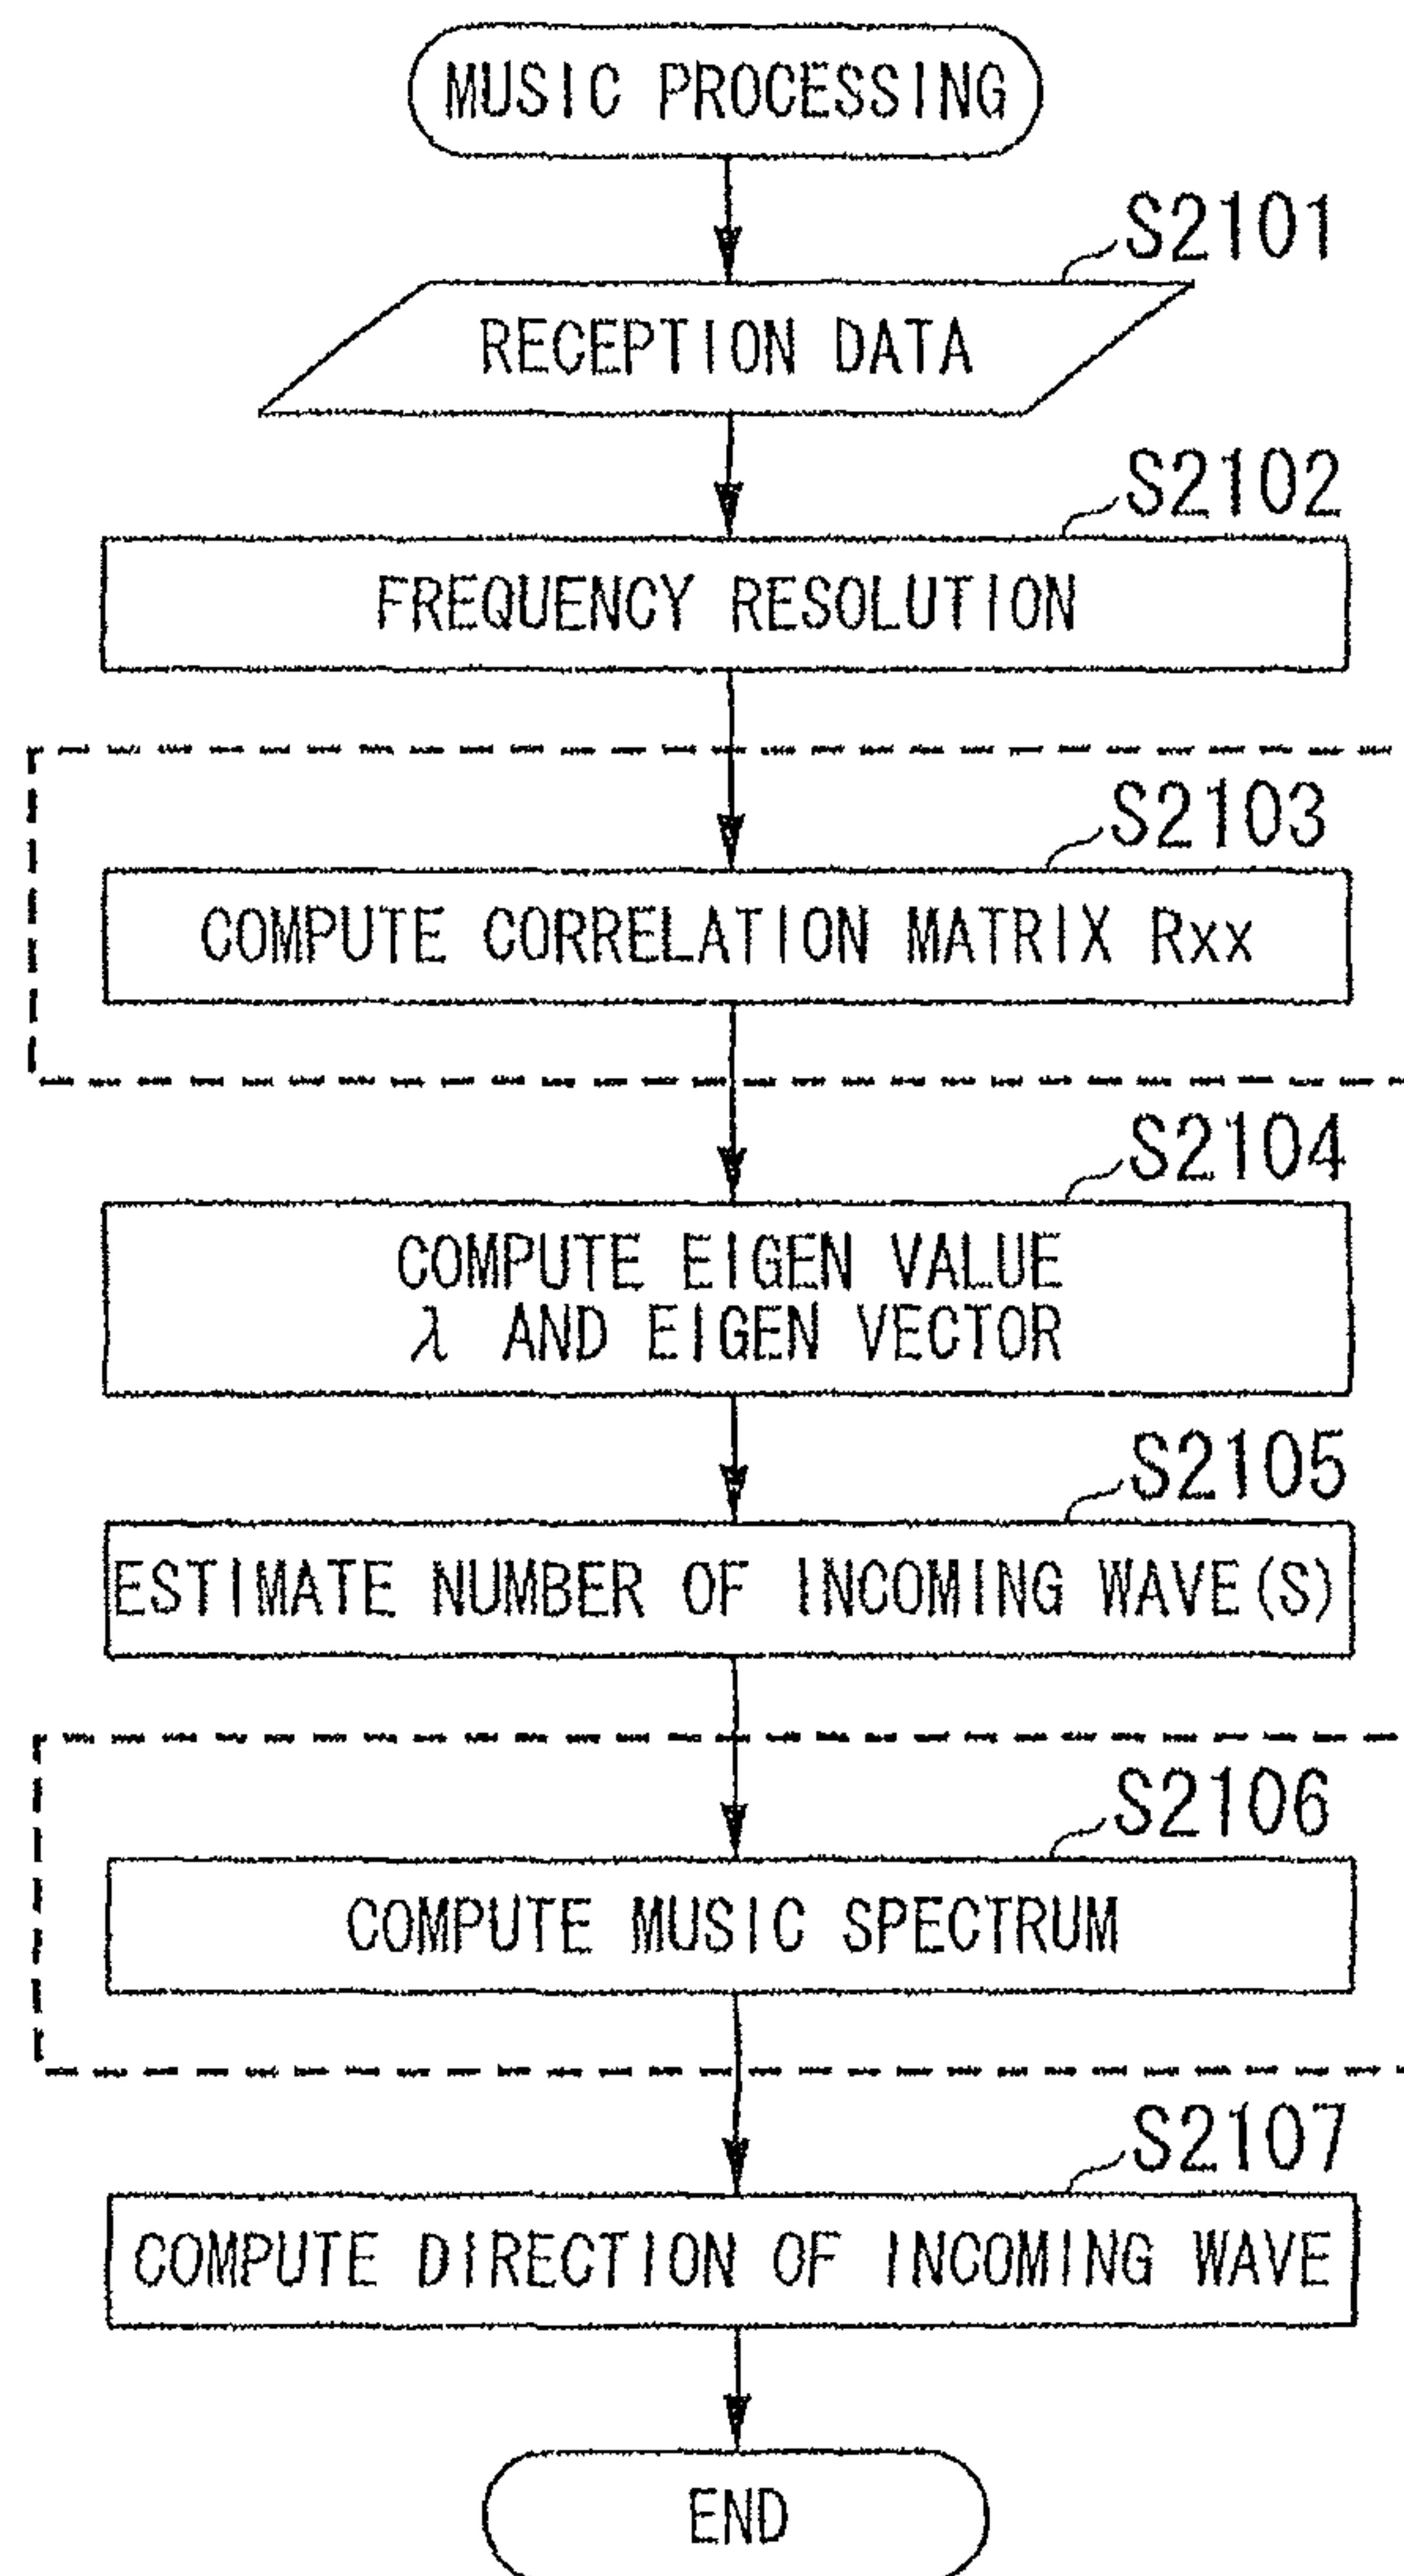 MUSIC PROCESSING
S2101
RECEPTION DATA
S2102
FREQUENCY RESOLUTION
S2103
COMPUTE CORRELATION MATRIX Rxx
S2104
COMPUTE EIGEN VALUE
λ AND EIGEN VECTOR
S2105
ESTIMATE NUMBER OF INCOMING WAVE(S)
S2106
COMPUTE MUSIC SPECTRUM
S2107
COMPUTE DIRECTION OF INCOMING WAVE
END